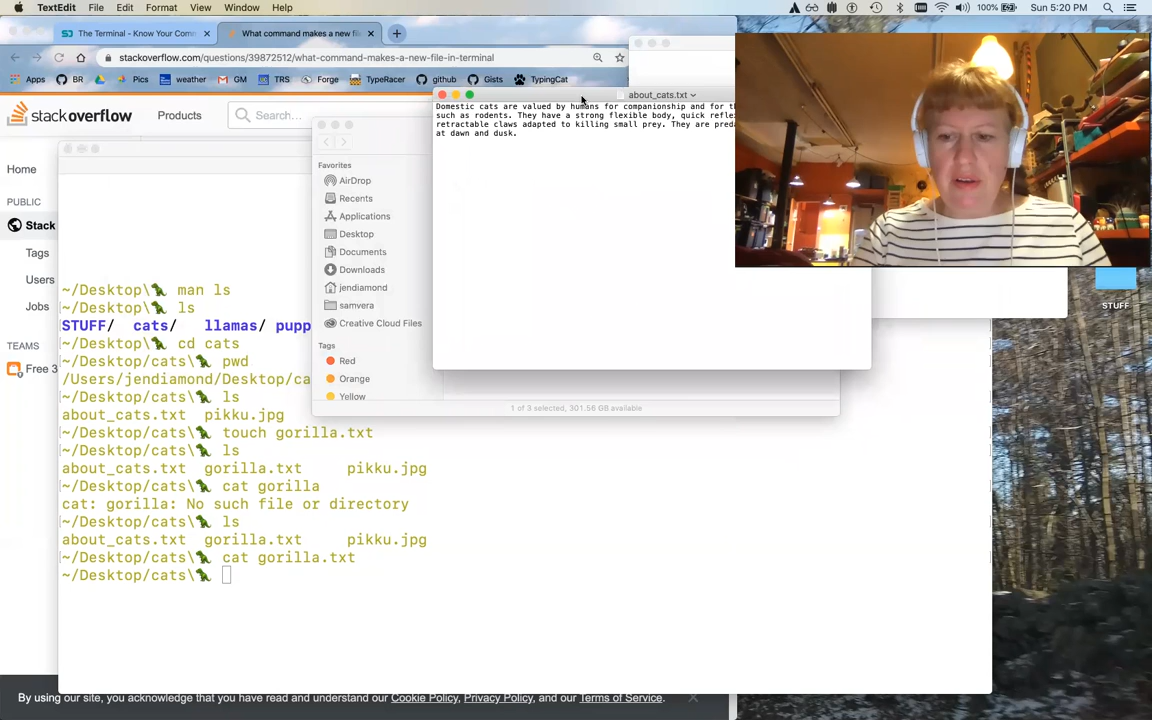 TextEdit File Edit Format View Window Help
100% Sun 5:20 PM
The Terminal - Know Your Comm
What command makes a new fil
stackoverflow.com/questions/39872512/what-command-makes-a-new-file-in-terminal
Apps BR Pics weather GM TRS Forge TypeRacer github Gists TypingCat
stackoverflow Products Search...
Home
PUBLIC
Stack
Tags
Users
Jobs
TEAMS
Free 3
about_cats.txt
Domestic cats are valued by humans for companionship and for th
such as rodents. They have a strong flexible body, quick refle
retractable claws adapted to killing small prey. They are preda
at dawn and dusk.
Favorites
AirDrop
Recents
Applications
Desktop
Documents
Downloads
jendiamond
samvera
Creative Cloud Files
Tags
Red
Orange
Yellow
1 of 3 selected, 301.56 GB available
STUFF
~/Desktop\🦖 man ls
~/Desktop\🦖 ls
STUFF/ cats/ llamas/ pupp
~/Desktop\🦖 cd cats
~/Desktop/cats\🦖 pwd
/Users/jendiamond/Desktop/ca
~/Desktop/cats\🦖 ls
about_cats.txt pikku.jpg
~/Desktop/cats\🦖 touch gorilla.txt
~/Desktop/cats\🦖 ls
about_cats.txt gorilla.txt pikku.jpg
~/Desktop/cats\🦖 cat gorilla
cat: gorilla: No such file or directory
~/Desktop/cats\🦖 ls
about_cats.txt gorilla.txt pikku.jpg
~/Desktop/cats\🦖 cat gorilla.txt
~/Desktop/cats\🦖
By using our site, you acknowledge that you have read and understand our Cookie Policy, Privacy Policy, and our Terms of Service.